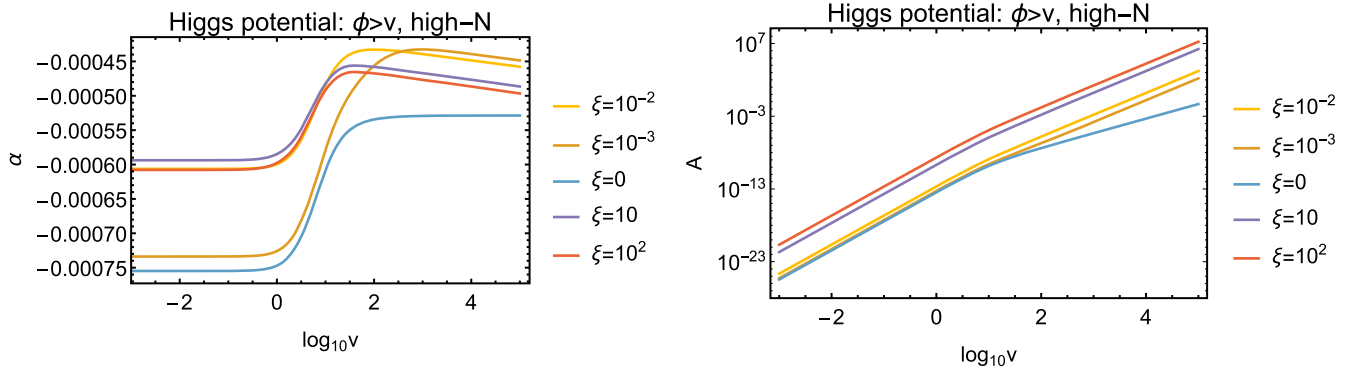 Higgs potential: ϕ>v, high−N
−0.00045
−0.00050
−0.00055
−0.00060
−0.00065
−0.00070
−0.00075
α
−2 0 2 4
log₁₀v
ξ=10⁻²
ξ=10⁻³
ξ=0
ξ=10
ξ=10²
Higgs potential: ϕ>v, high−N
10⁷
10⁻³
10⁻¹³
10⁻²³
A
−2 0 2 4
log₁₀v
ξ=10⁻²
ξ=10⁻³
ξ=0
ξ=10
ξ=10²